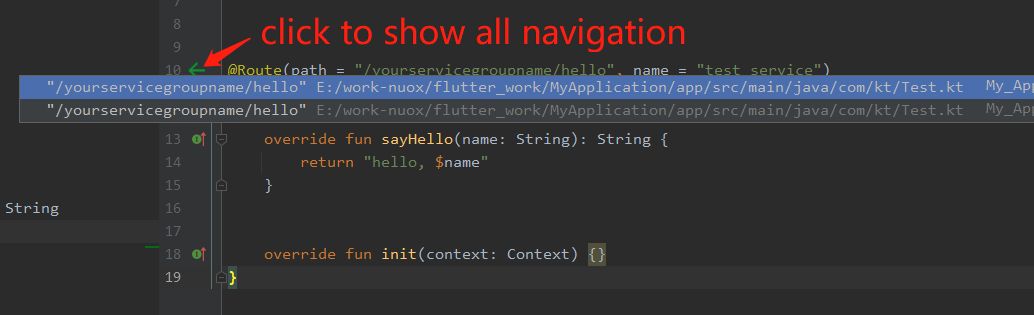 7
8
click to show all navigation
9
10 @Route(path = "/yourservicegroupname/hello", name = "test service")
"/yourservicegroupname/hello" E:/work-nuox/flutter_work/MyApplication/app/src/main/java/com/kt/Test.kt My_App
"/yourservicegroupname/hello" E:/work-nuox/flutter_work/MyApplication/app/src/main/java/com/kt/Test.kt My_App
13 override fun sayHello(name: String): String {
14 return "hello, $name"
15 }
String 16
17
18 override fun init(context: Context) {}
19 }